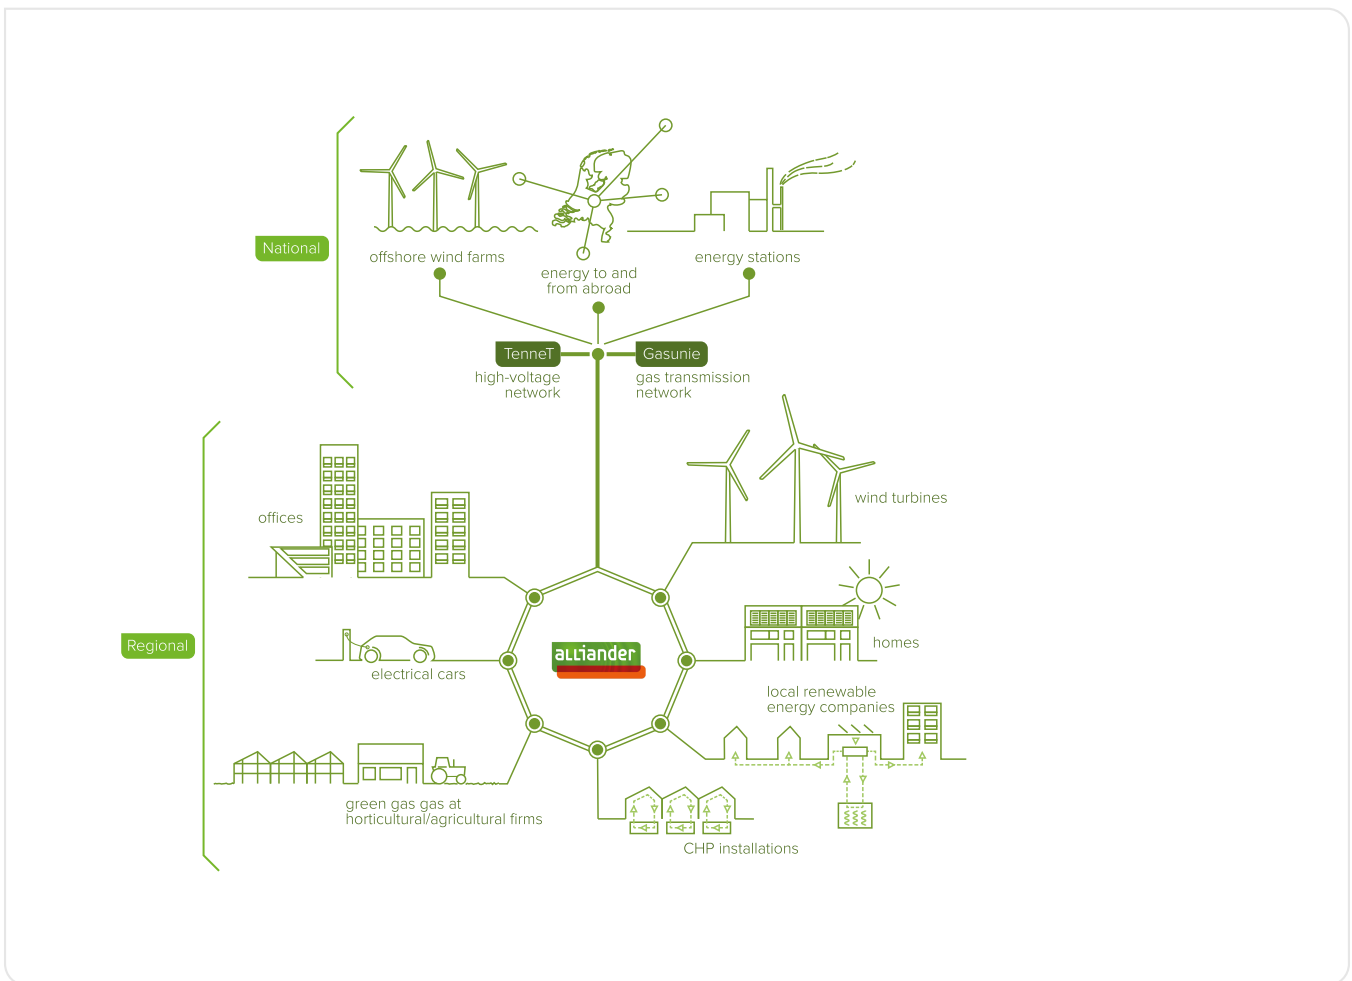 National
offshore wind farms
energy to and
from abroad
energy stations
TenneT
high-voltage
network
Gasunie
gas transmission
network
Regional
offices
wind turbines
electrical cars
alliander
homes
local renewable
energy companies
green gas gas at
horticultural/agricultural firms
CHP installations